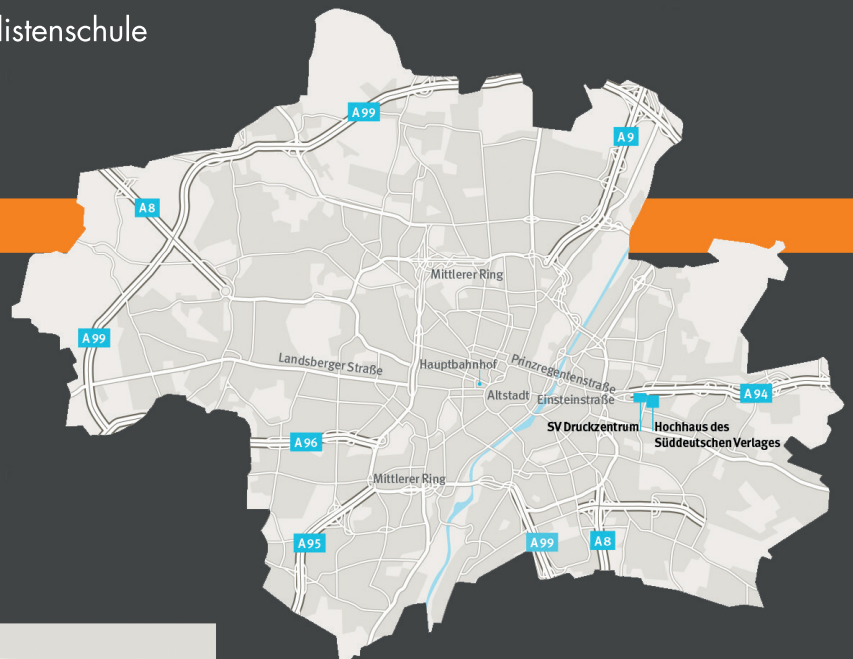 listenschule
A99
A9
A8
Mittlerer Ring
A99
Landsberger Straße
Hauptbahnhof
Prinzregentenstraße
A94
Altstadt
Einsteinstraße
SV Druckzentrum
Hochhaus des
Süddeutschen Verlages
A96
Mittlerer Ring
A95
A99
A8